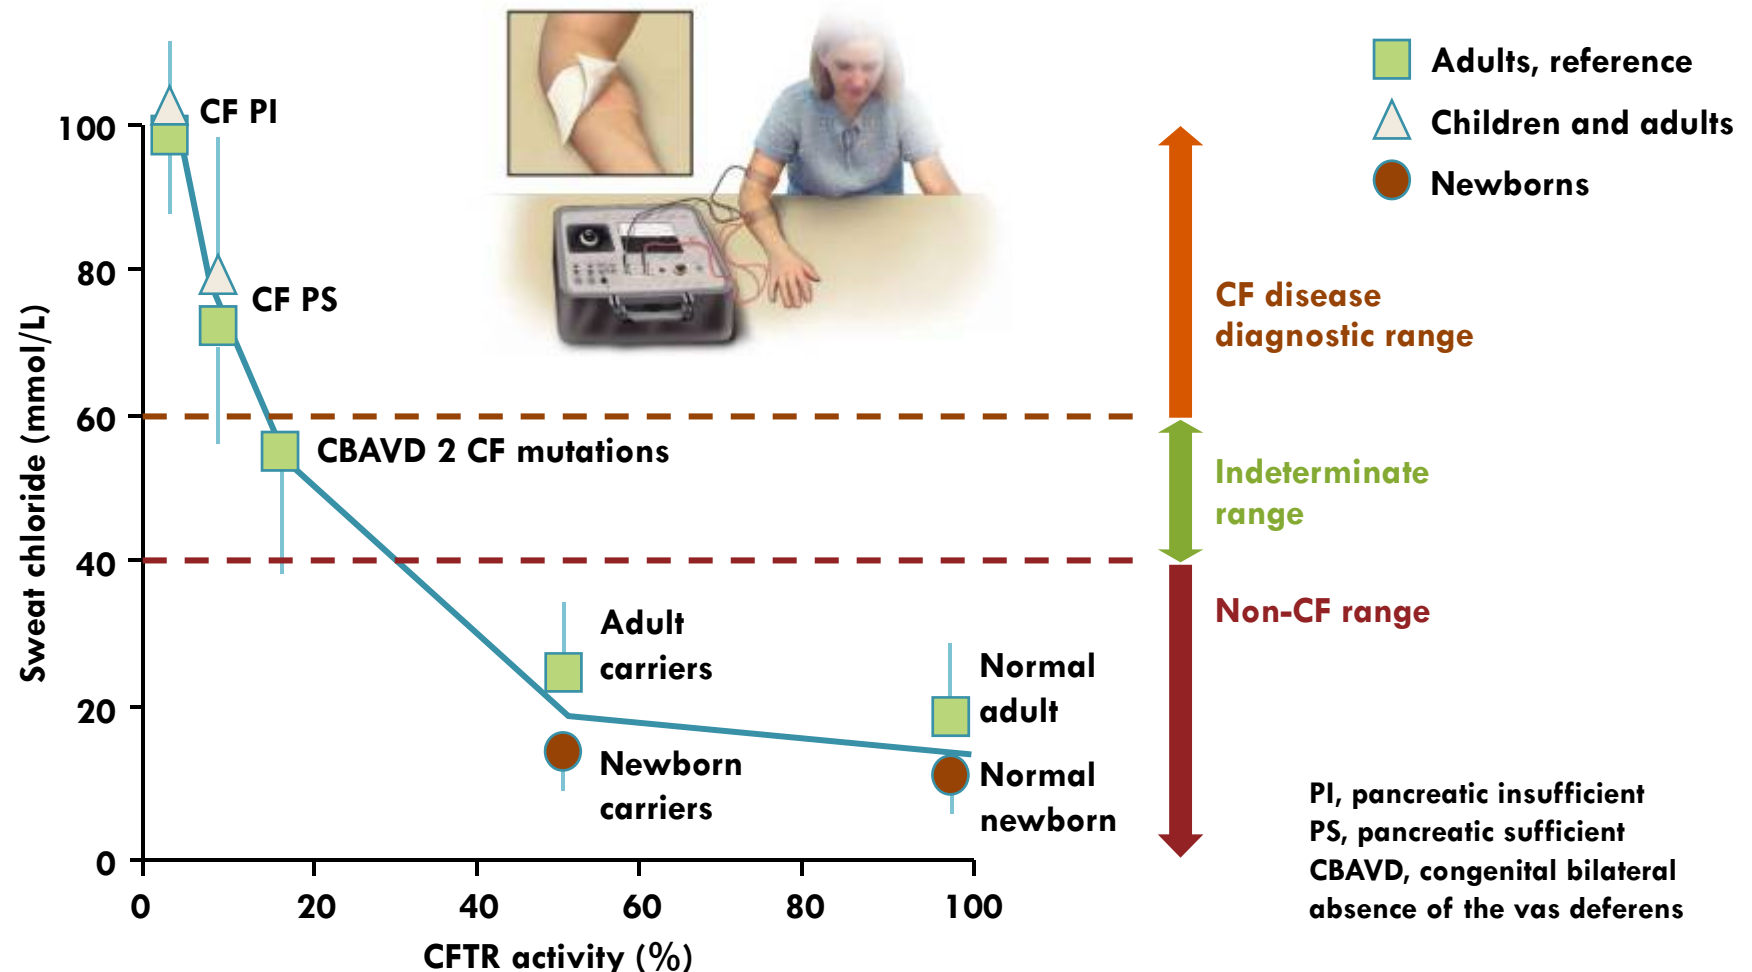 Adults, reference
Children and adults
Newborns
Sweat chloride (mmol/L)
100
80
60
40
20
0
CF PI
CF PS
CBAVD 2 CF mutations
Adult
carriers
Newborn
carriers
Normal
adult
Normal
newborn
CF disease
diagnostic range
Indeterminate
range
Non-CF range
0
20
40
60
80
100
CFTR activity (%)
PI, pancreatic insufficient
PS, pancreatic sufficient
CBAVD, congenital bilateral
absence of the vas deferens